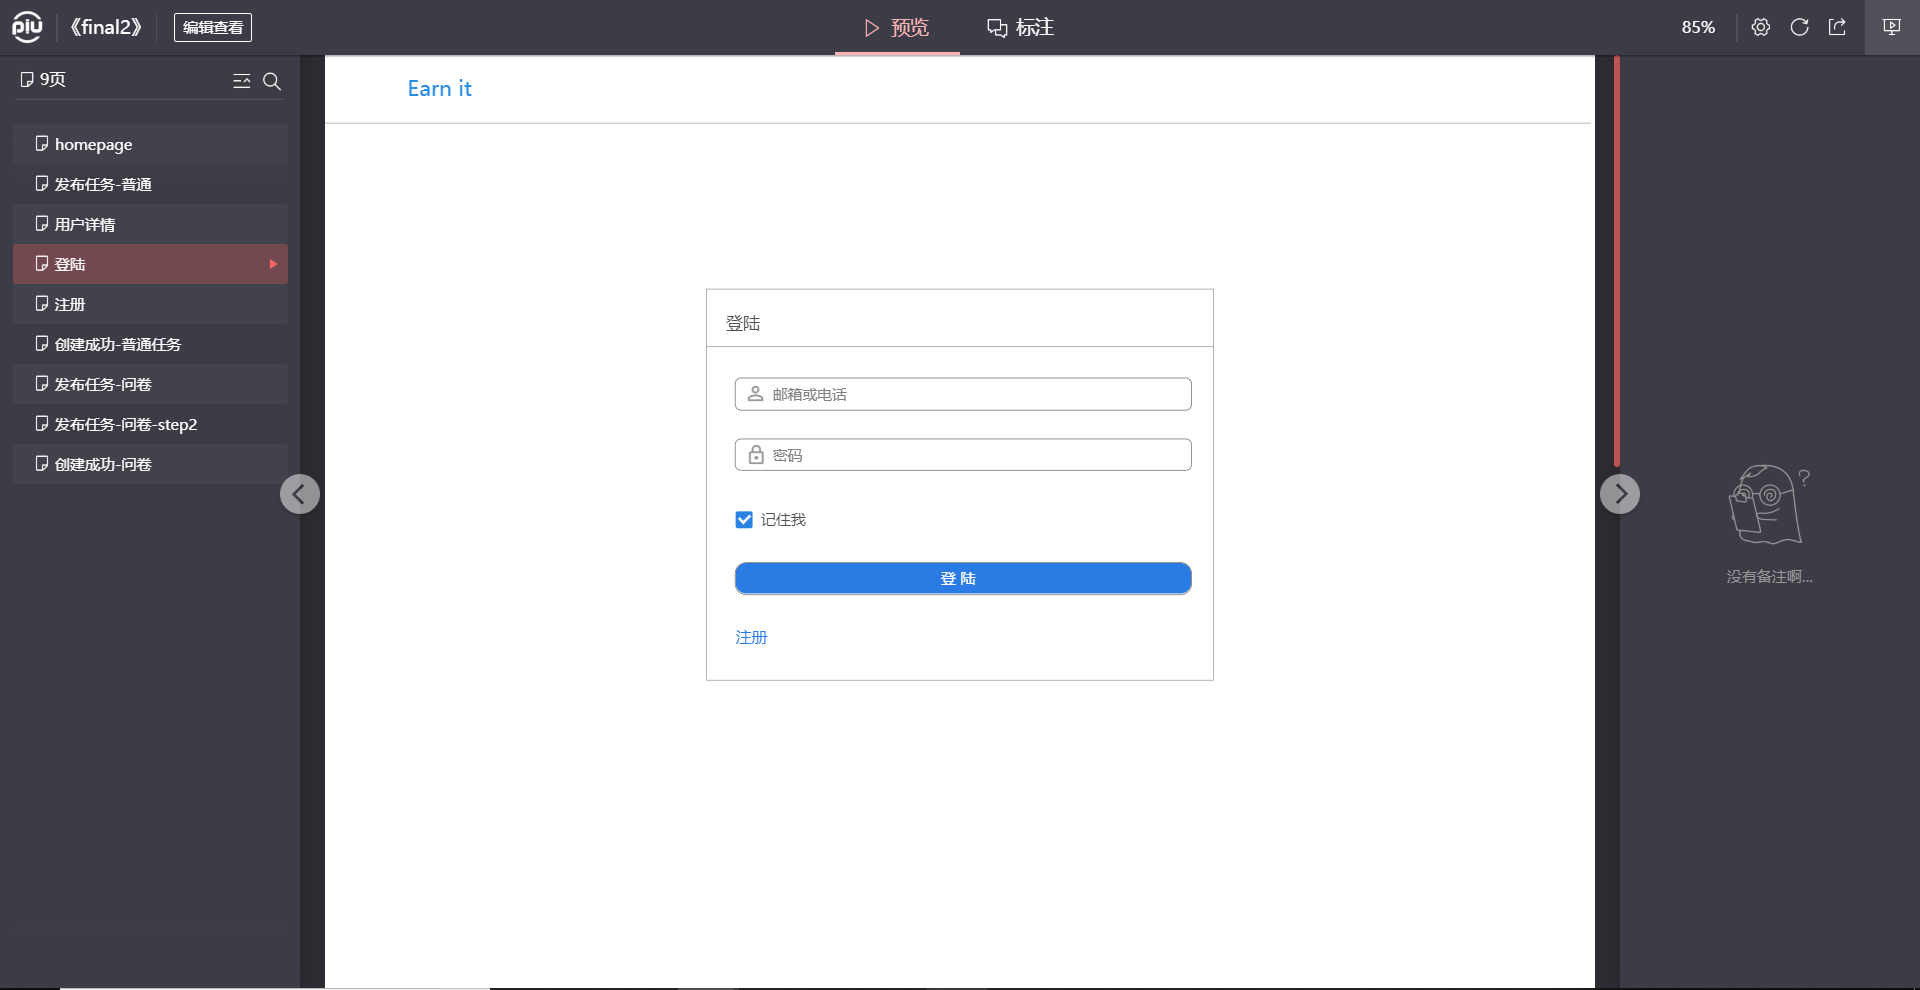 piu
《final2》
编辑查看
预览
标注
85%
9页
homepage
发布任务-普通
用户详情
登陆
注册
创建成功-普通任务
发布任务-问卷
发布任务-问卷-step2
创建成功-问卷
Earn it
登陆
邮箱或电话
密码
记住我
登 陆
注册
?
没有备注啊...